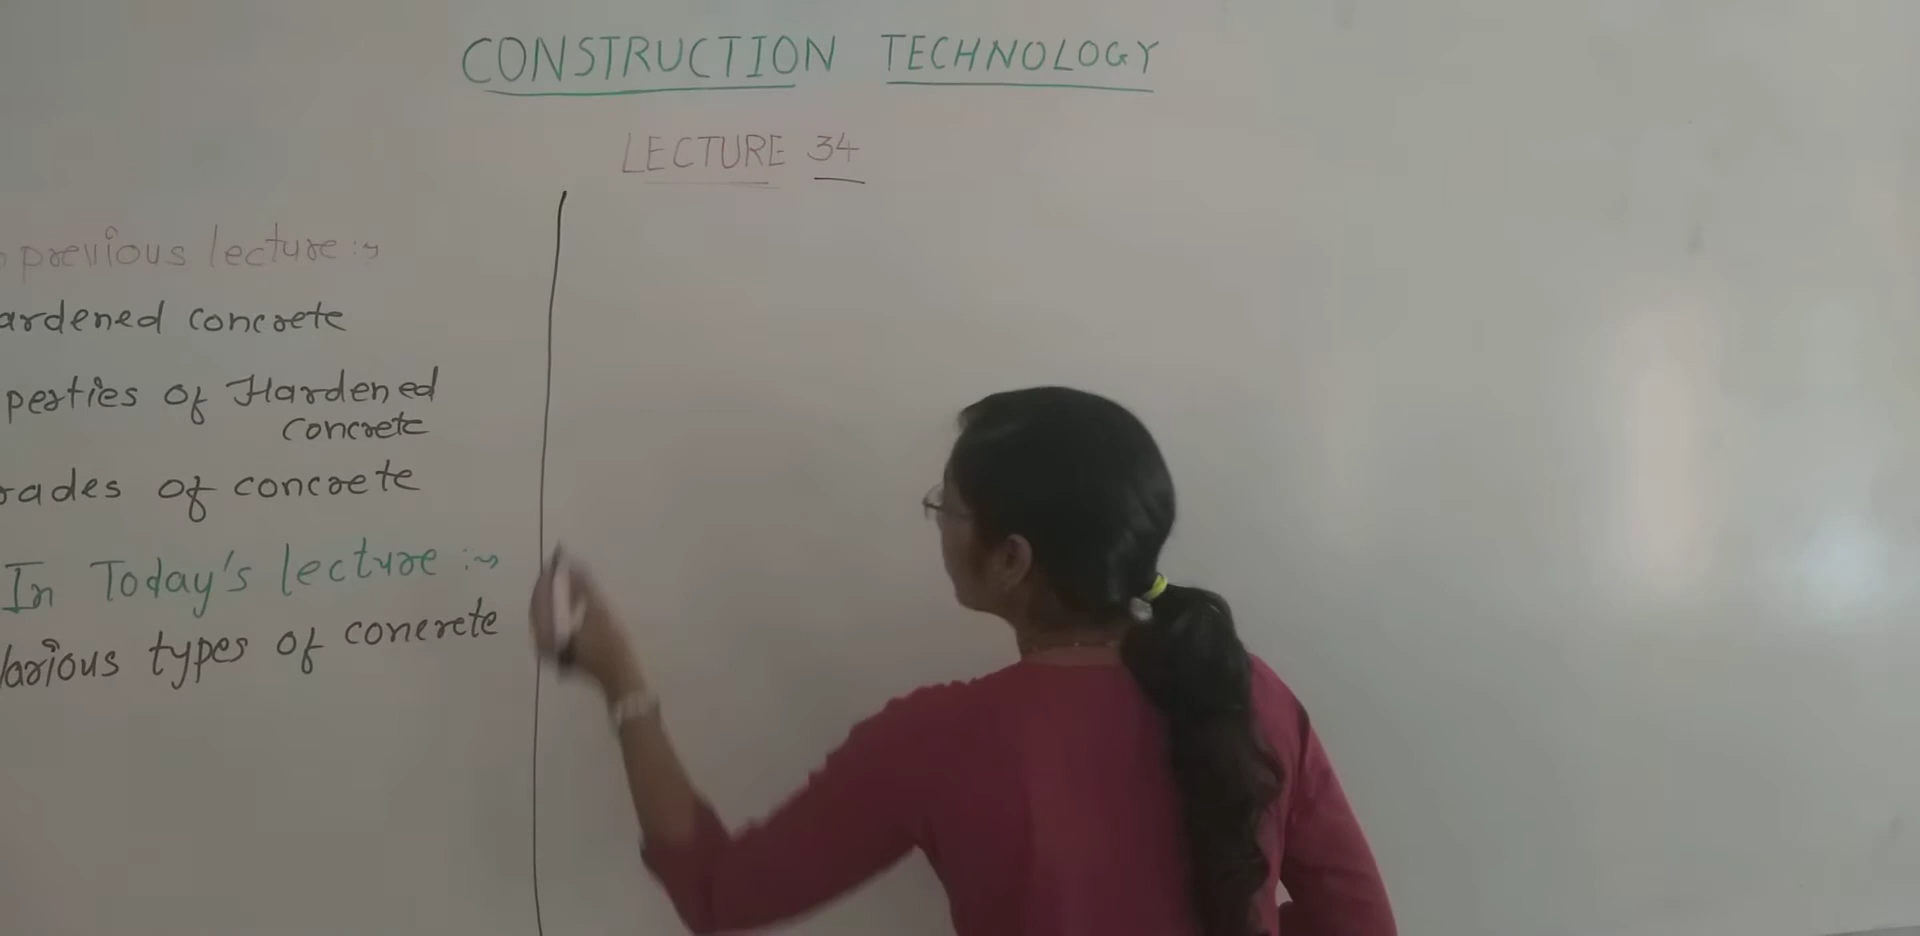 CONSTRUCTION TECHNOLOGY
LECTURE 34
previous lecture :~
ardened concrete
perties of Hardened
concrete
rades of concrete
In Today's lecture :~
Various types of concrete